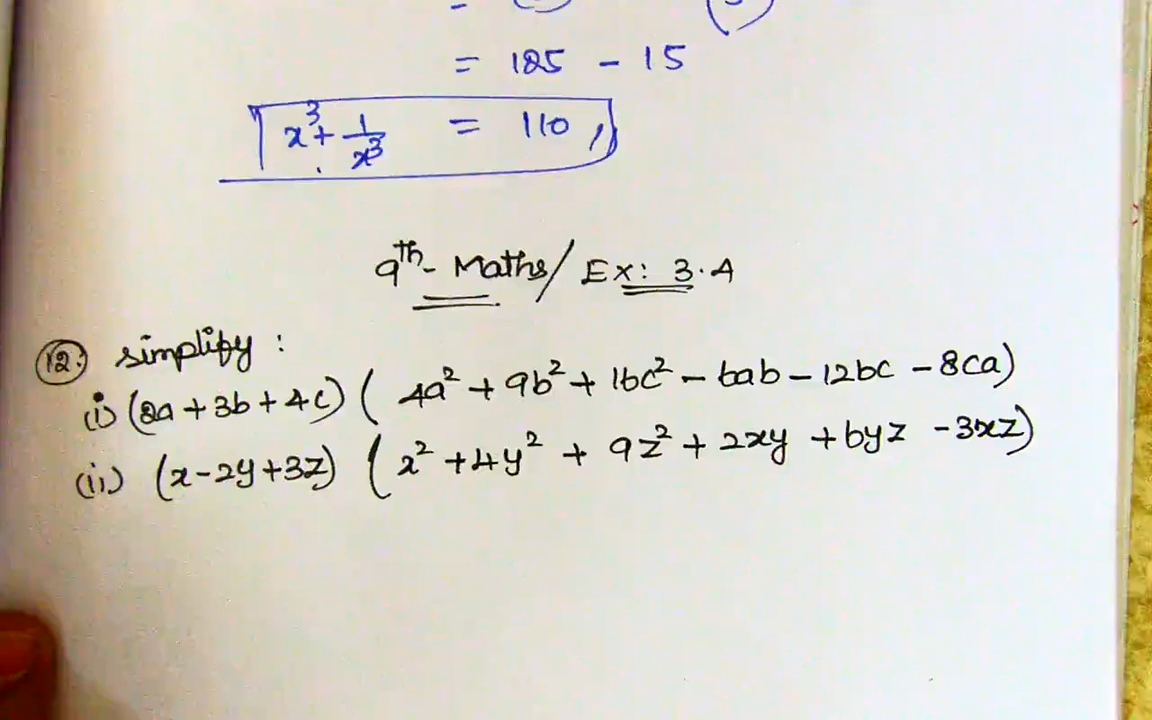 = 125 - 15
x³ + 1/x³ = 110,
9th - Maths/ Ex: 3.4
12. simplify :
(i) (2a + 3b + 4c) ( 4a² + 9b² + 16c² - 6ab - 12bc - 8ca)
(ii) (x - 2y + 3z) ( x² + 4y² + 9z² + 2xy + 6yz - 3xz)